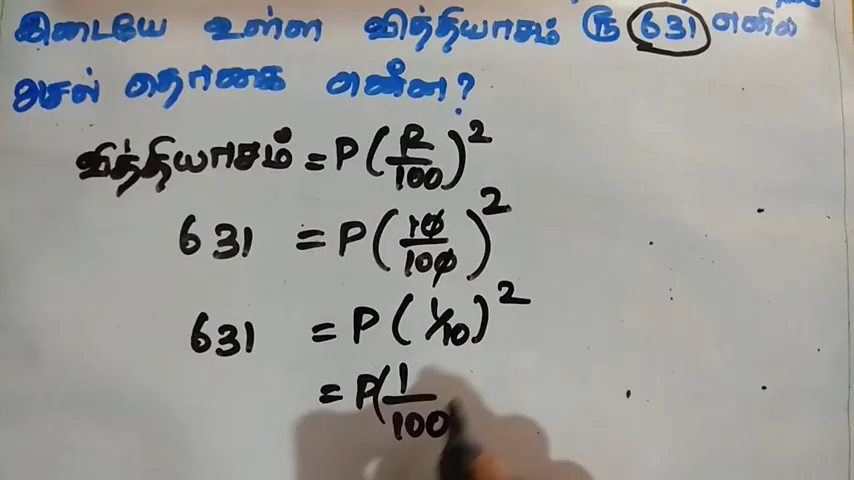 இடையே உள்ள வித்தியாசம் ரூ 631 எனில்
அசல் தொகை என்ன?
வித்தியாசம் = P(R/100)²
631 = P(10/100)²
631 = P(1/10)²
= P(1/100